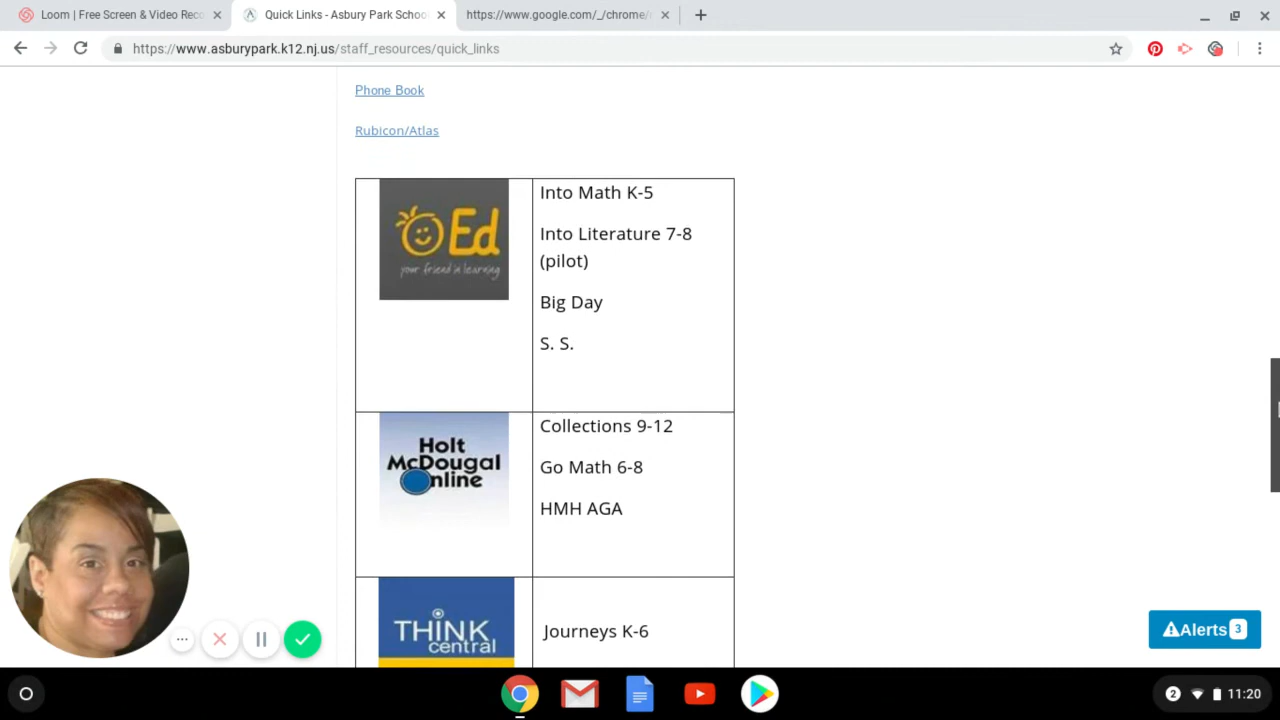 Loom | Free Screen & Video Reco
Quick Links - Asbury Park Schoo
https://www.google.com/_/chrome/
https://www.asburypark.k12.nj.us/staff_resources/quick_links
Phone Book
Rubicon/Atlas
Ed
your friend in learning
Into Math K-5
Into Literature 7-8
(pilot)
Big Day
S. S.
Holt
McDougal
Online
Collections 9-12
Go Math 6-8
HMH AGA
THINK
central
Journeys K-6
Alerts 3
2
11:20